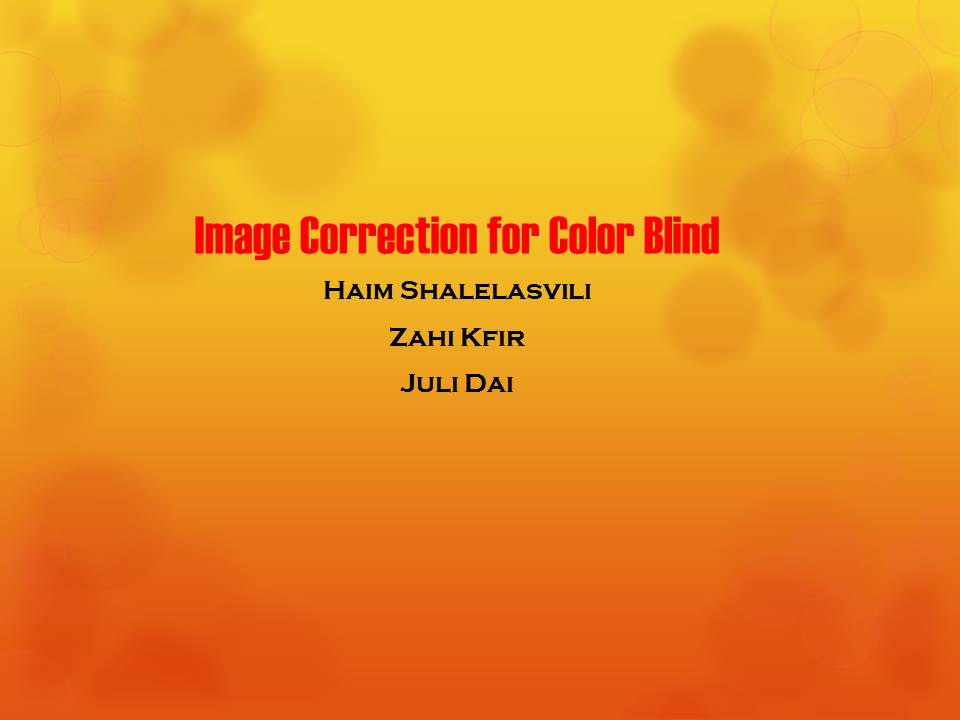 Image Correction for Color Blind
Haim Shalelasvili
Zahi Kfir
Juli Dai